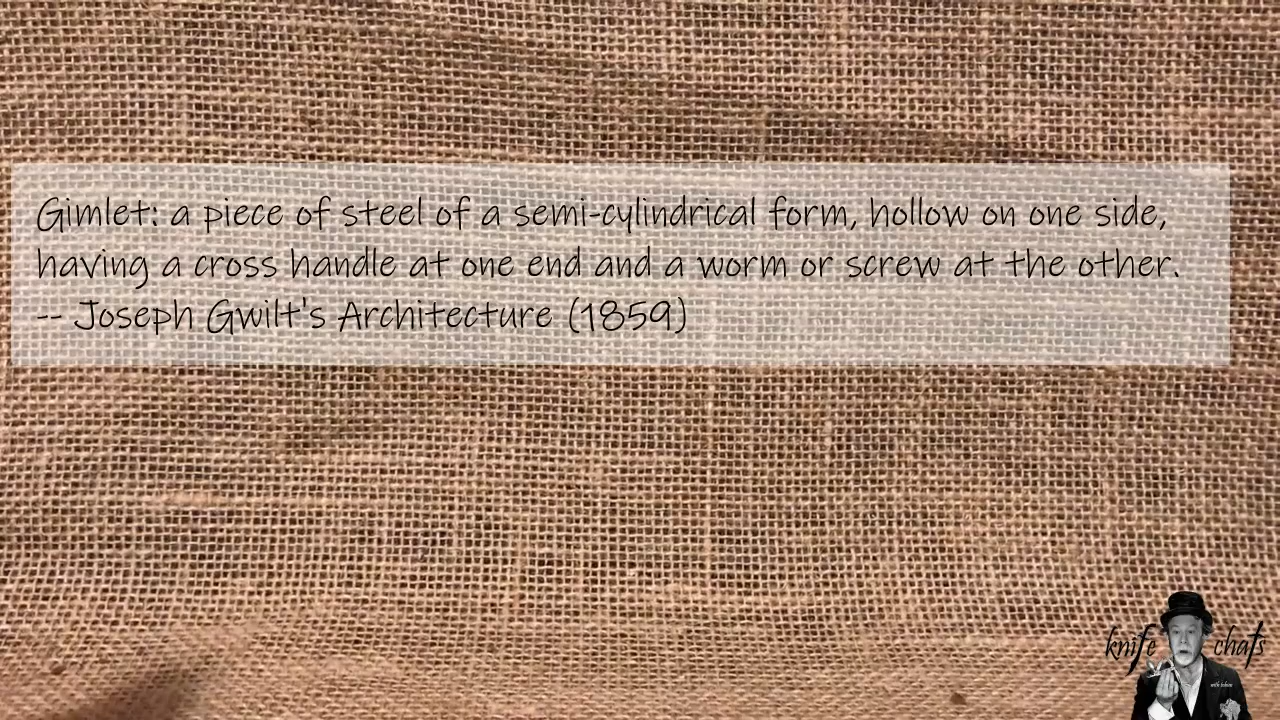 Gimlet: a piece of steel of a semi-cylindrical form, hollow on one side,
having a cross handle at one end and a worm or screw at the other.
-- Joseph Gwilt's Architecture (1859)
knife chats